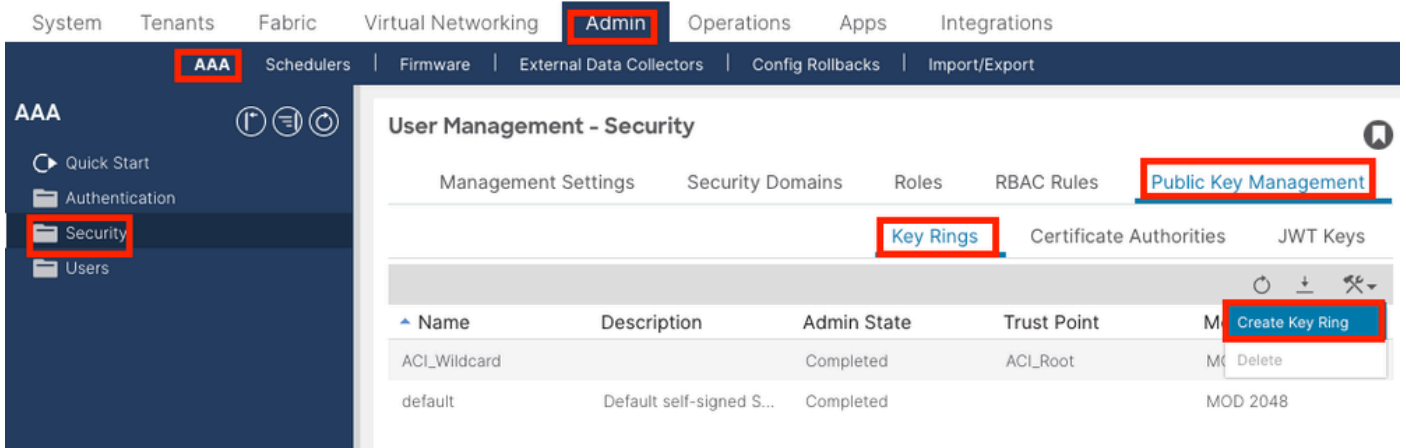 System Tenants Fabric Virtual Networking Admin Operations Apps Integrations
AAA Schedulers | Firmware | External Data Collectors | Config Rollbacks | Import/Export
AAA
Quick Start
Authentication
Security
Users
User Management - Security
Management Settings Security Domains Roles RBAC Rules Public Key Management
Key Rings Certificate Authorities JWT Keys
Name Description Admin State Trust Point
Create Key Ring
ACI_Wildcard Completed ACI_Root
Delete
default Default self-signed S... Completed MOD 2048